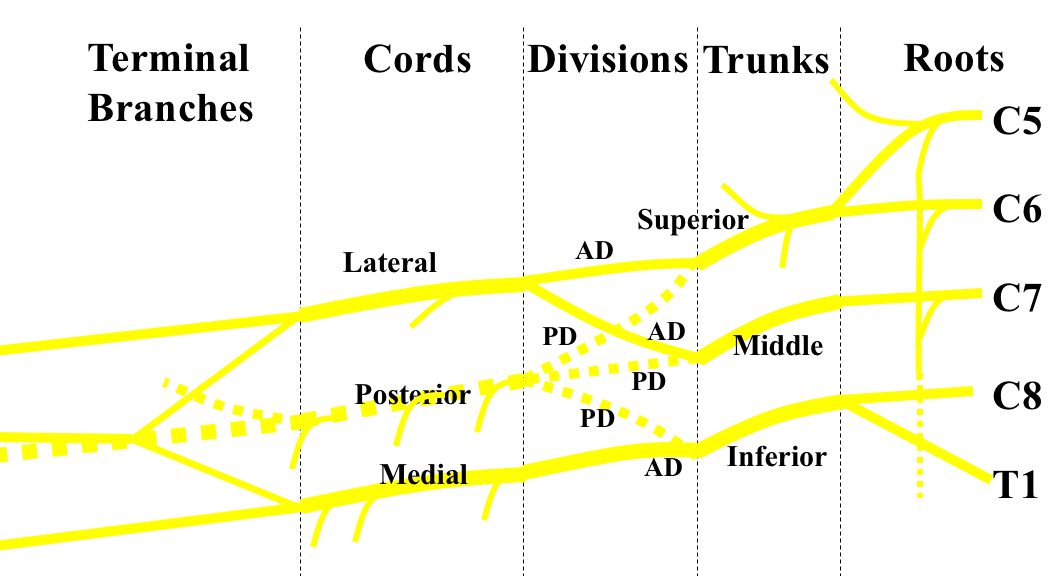 Terminal
Branches
Cords
Divisions
Trunks
Roots
C5
C6
Superior
AD
Lateral
C7
PD
AD
Middle
PD
Posterior
C8
PD
Inferior
AD
Medial
T1